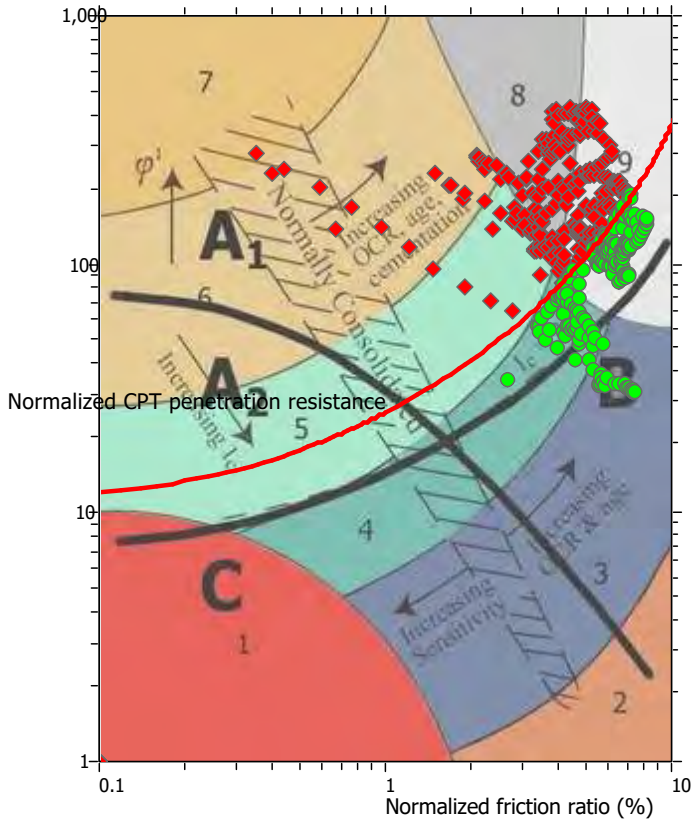 1,000
7
8
φ'
9
Increasing
OCR, age,
cementation
Normally Consolidated
A1
100
6
Increasing Ic
A2
Ic
B
Normalized CPT penetration resistance
5
10
4
Increasing
OCR & age
3
C
Increasing
Sensitivity
1
2
1
0.1
1
10
Normalized friction ratio (%)